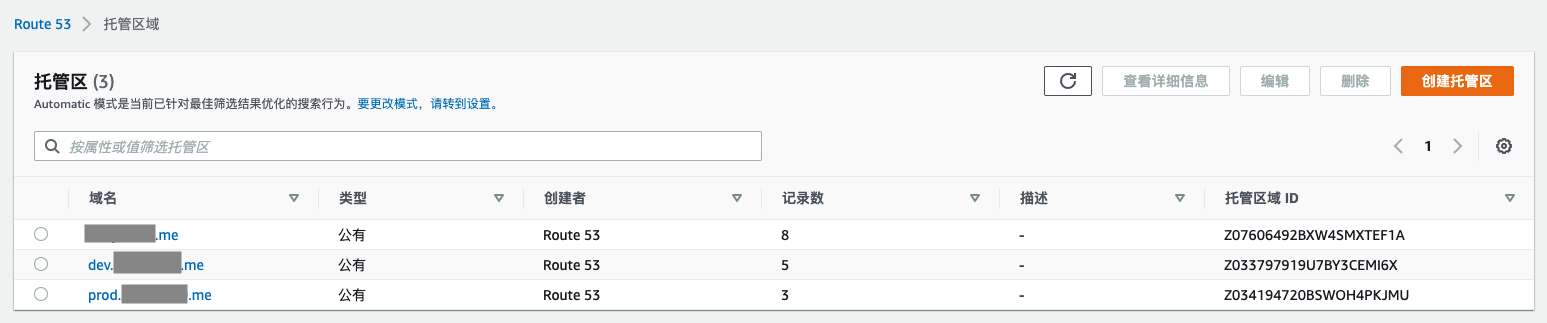 Route 53 > 托管区域
托管区 (3)
Automatic 模式是当前已针对最佳筛选结果优化的搜索行为。要更改模式，请转到设置。
查看详细信息 编辑 删除 创建托管区
按属性或值筛选托管区
1
域名 类型 创建者 记录数 描述 托管区域 ID
.me 公有 Route 53 8 - Z07606492BXW4SMXTEF1A
dev. .me 公有 Route 53 5 - Z033797919U7BY3CEMI6X
prod. .me 公有 Route 53 3 - Z034194720BSWOH4PKJMU